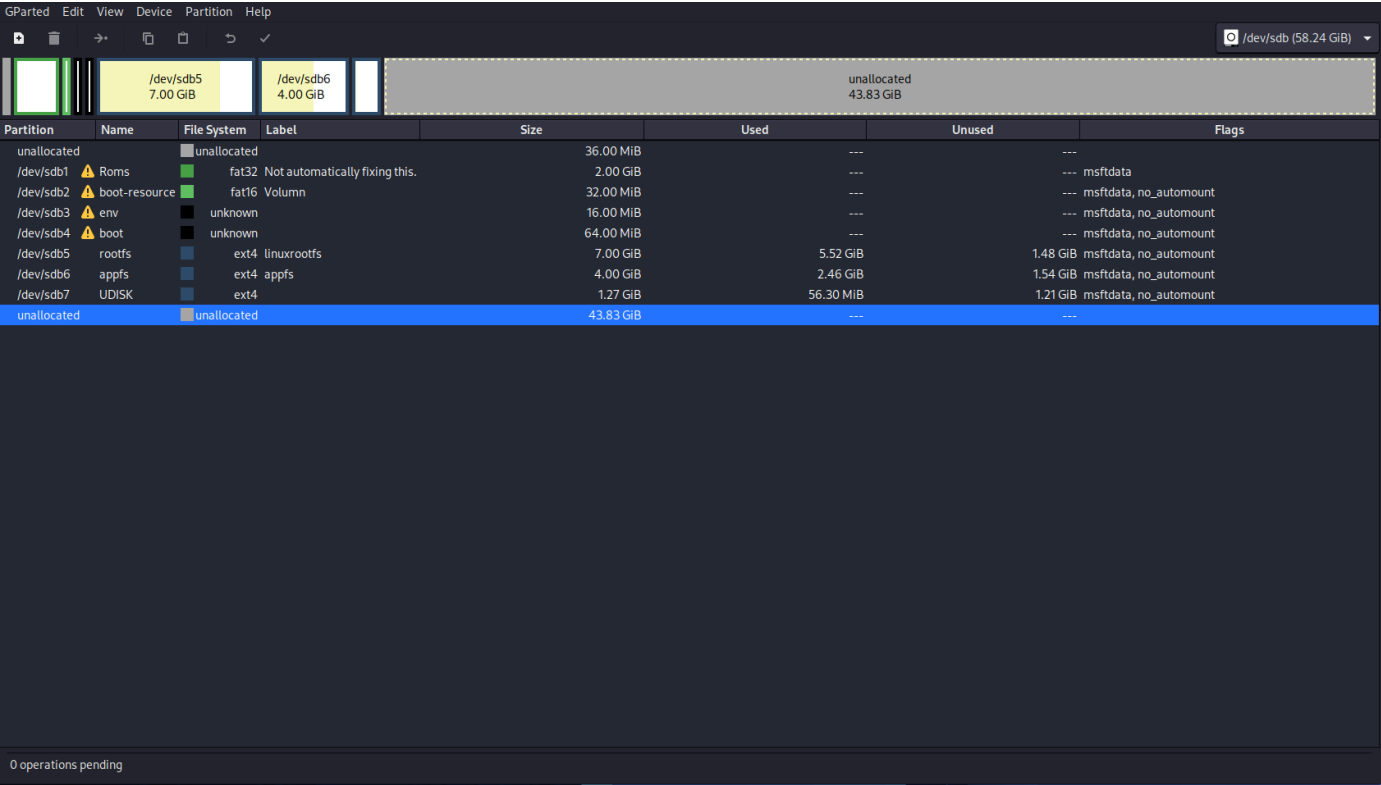 GParted Edit View Device Partition Help
/dev/sdb (58.24 GiB)
/dev/sdb5 /dev/sdb6 unallocated
7.00 GiB 4.00 GiB 43.83 GiB
Partition Name File System Label Size Used Unused Flags
unallocated unallocated 36.00 MiB --- ---
/dev/sdb1 Roms fat32 Not automatically fixing this. 2.00 GiB --- --- msftdata
/dev/sdb2 boot-resource fat16 Volumn 32.00 MiB --- --- msftdata, no_automount
/dev/sdb3 env unknown 16.00 MiB --- --- msftdata, no_automount
/dev/sdb4 boot unknown 64.00 MiB --- --- msftdata, no_automount
/dev/sdb5 rootfs ext4 linuxrootfs 7.00 GiB 5.52 GiB 1.48 GiB msftdata, no_automount
/dev/sdb6 appfs ext4 appfs 4.00 GiB 2.46 GiB 1.54 GiB msftdata, no_automount
/dev/sdb7 UDISK ext4 1.27 GiB 56.30 MiB 1.21 GiB msftdata, no_automount
unallocated unallocated 43.83 GiB --- ---
0 operations pending